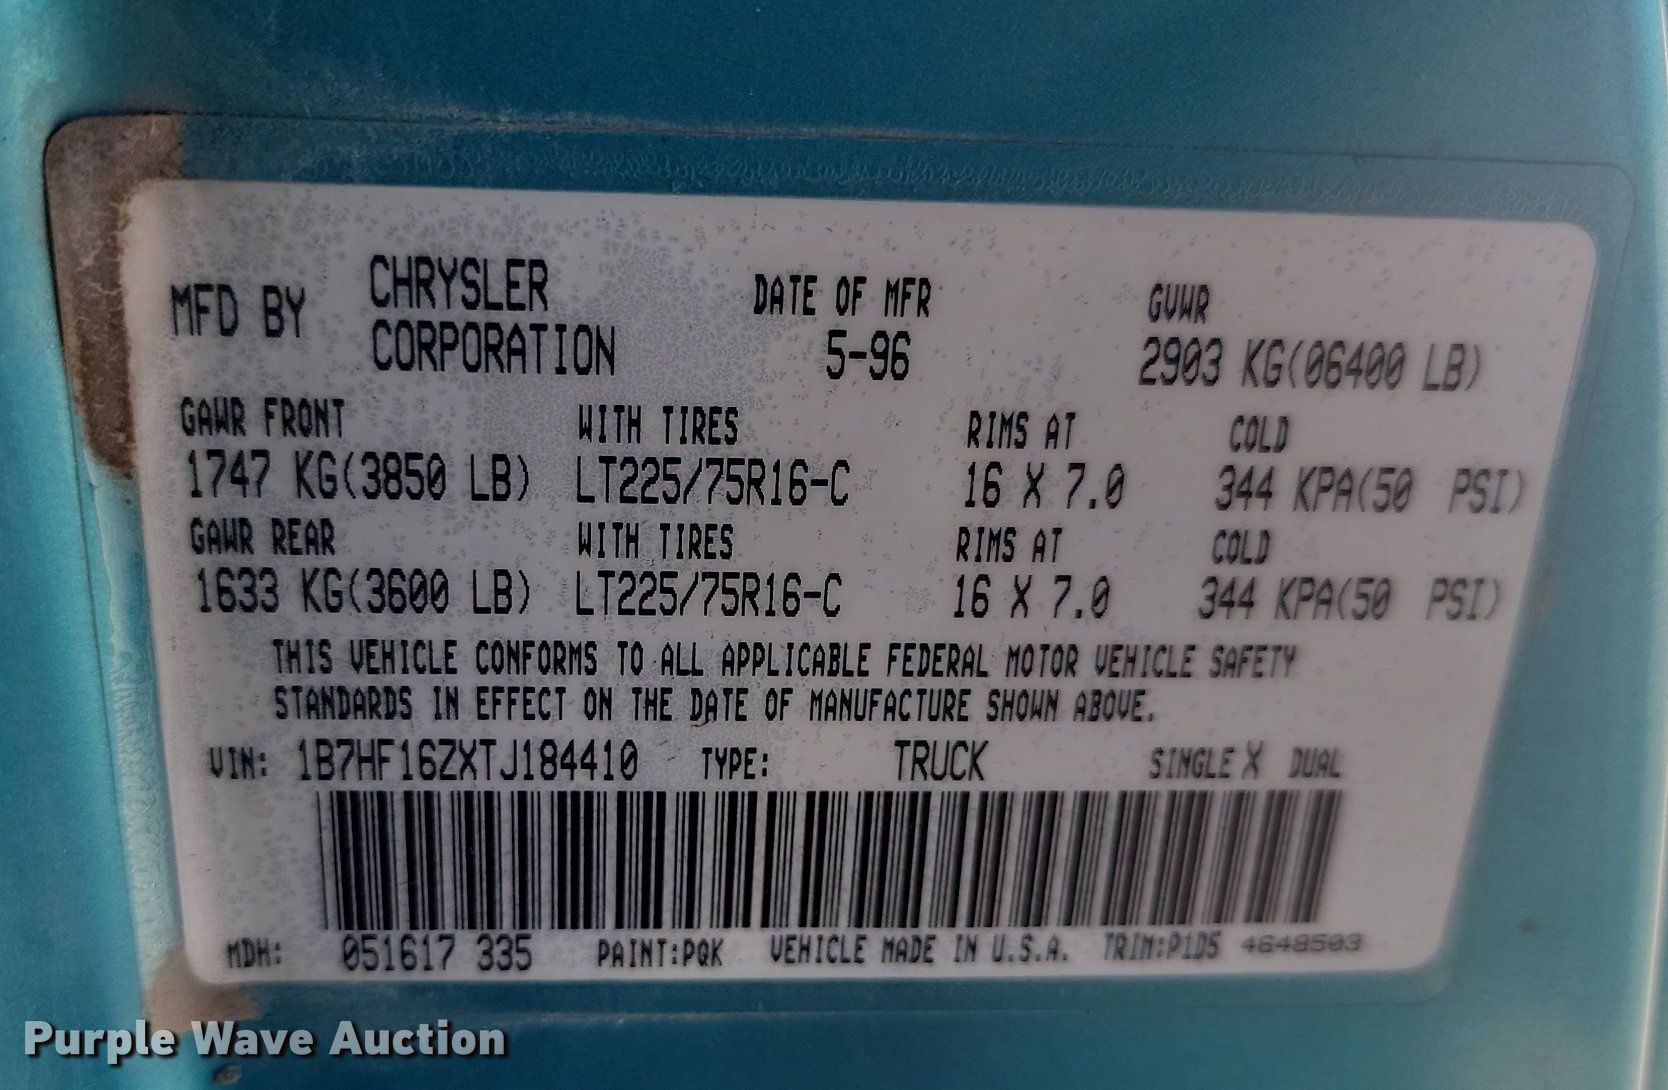 MFD BY CHRYSLER CORPORATION DATE OF MFR 5-96 GVWR 2903 KG(06400 LB)
GAWR FRONT WITH TIRES RIMS AT COLD
1747 KG(3850 LB) LT225/75R16-C 16 X 7.0 344 KPA(50 PSI)
GAWR REAR WITH TIRES RIMS AT COLD
1633 KG(3600 LB) LT225/75R16-C 16 X 7.0 344 KPA(50 PSI)
THIS VEHICLE CONFORMS TO ALL APPLICABLE FEDERAL MOTOR VEHICLE SAFETY
STANDARDS IN EFFECT ON THE DATE OF MANUFACTURE SHOWN ABOVE.
VIN: 1B7HF16ZXTJ184410 TYPE: TRUCK SINGLE X DUAL
MDH: 051617 335 PAINT:PQK VEHICLE MADE IN U.S.A. TRIM:P1D5 4648503
Purple Wave Auction